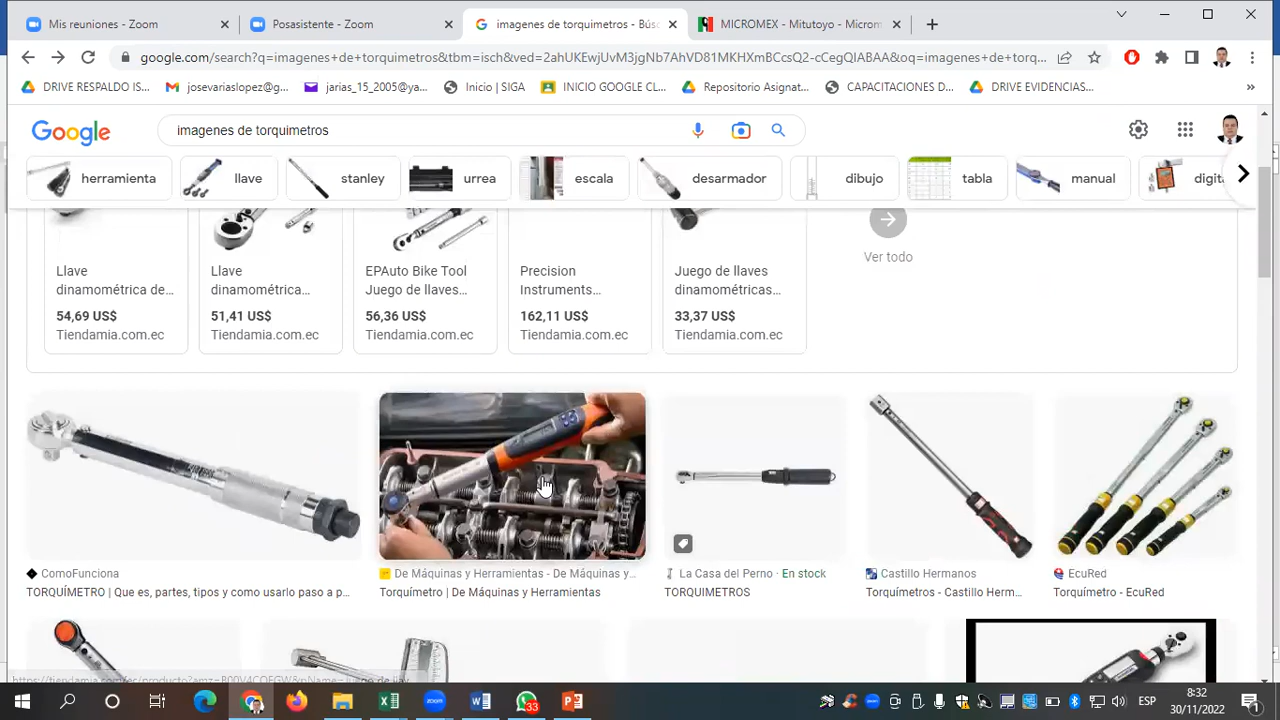 Mis reuniones - Zoom
Posasistente - Zoom
imagenes de torquimetros - Bús
MICROMEX - Mitutoyo - Microm
google.com/search?q=imagenes+de+torquimetros&tbm=isch&ved=2ahUKEwjUvM3jgNb7AhVD81MKHXmBCcoQ2-cCegQIABAA&oq=imagenes+de+torq...
DRIVE RESPALDO IS...
josevariaslopez@g...
jarias_15_2005@ya...
Inicio | SIGA
INICIO GOOGLE CL...
Repositorio Asignat...
CAPACITACIONES D...
DRIVE EVIDENCIAS...
»
Google
imagenes de torquimetros
herramienta
llave
stanley
urrea
escala
desarmador
dibujo
tabla
manual
digit
Llave
dinamométrica de...
54,69 US$
Tiendamia.com.ec
Llave
dinamométrica...
51,41 US$
Tiendamia.com.ec
EPAuto Bike Tool
Juego de llaves...
56,36 US$
Tiendamia.com.ec
Precision
Instruments...
162,11 US$
Tiendamia.com.ec
Juego de llaves
dinamométricas...
33,37 US$
Tiendamia.com.ec
Ver todo
ComoFunciona
TORQUÍMETRO | Que es, partes, tipos y como usarlo paso a p...
De Máquinas y Herramientas - De Máquinas y...
Torquímetro | De Máquinas y Herramientas
La Casa del Perno · En stock
TORQUIMETROS
Castillo Hermanos
Torquímetros - Castillo Herm...
EcuRed
Torquímetro - EcuRed
33
ESP
8:32
30/11/2022
1